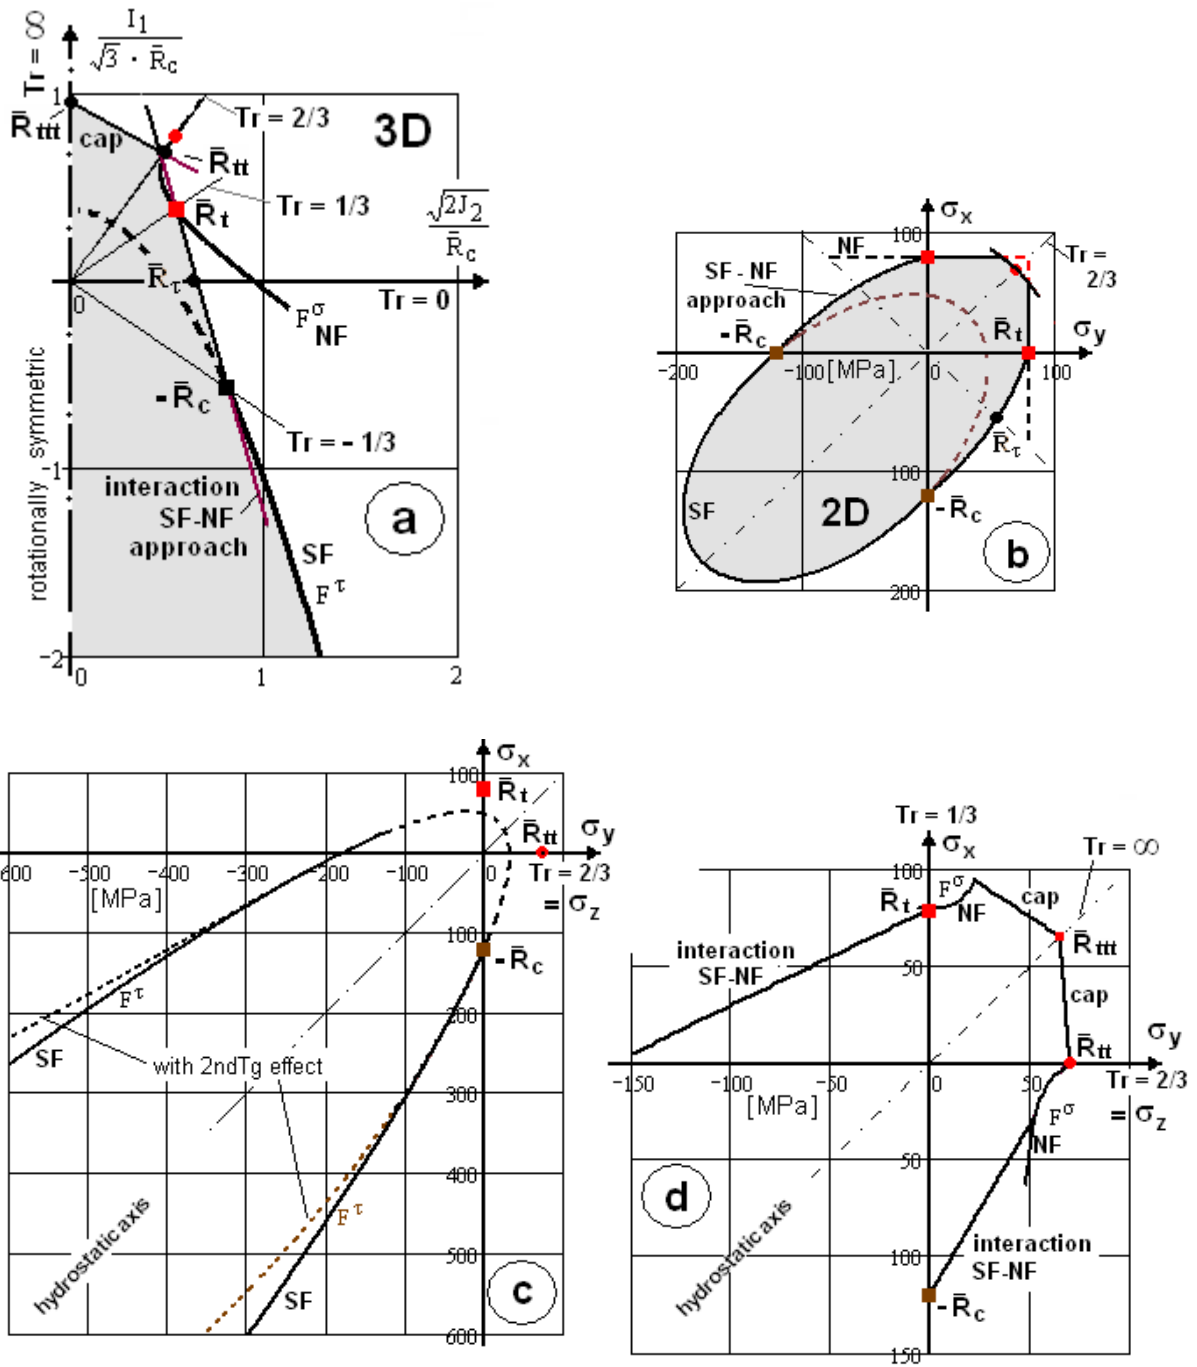 Tr = ∞
I₁
√3 · R̄c
1
R̄ttt
cap
Tr = 2/3
3D
R̄tt
Tr = 1/3
R̄t
√2J₂
R̄c
R̄τ
0
Tr = 0
F^σ
NF
-R̄c
Tr = - 1/3
-1
interaction
SF-NF
approach
a
SF
F^τ
rotationally symmetric
-2
0
1
2
σx
100
NF
Tr =
2/3
SF - NF
approach
R̄t
σy
-R̄c
-200
-100
[MPa]
0
100
R̄τ
100
SF
2D
-R̄c
b
200
σx
100
R̄t
R̄tt
σy
600
-500
-400
-300
-200
-100
0
Tr = 2/3
[MPa]
= σz
100
-R̄c
F^τ
200
SF
with 2ndTg effect
300
400
F^τ
hydrostatic axis
500
SF
c
600
Tr = 1/3
σx
Tr = ∞
100
R̄t
F^σ
NF
cap
interaction
SF-NF
R̄ttt
50
cap
σy
R̄tt
-150
-100
-50
0
50
Tr = 2/3
[MPa]
F^σ
= σz
NF
50
d
hydrostatic axis
interaction
100
SF-NF
-R̄c
150